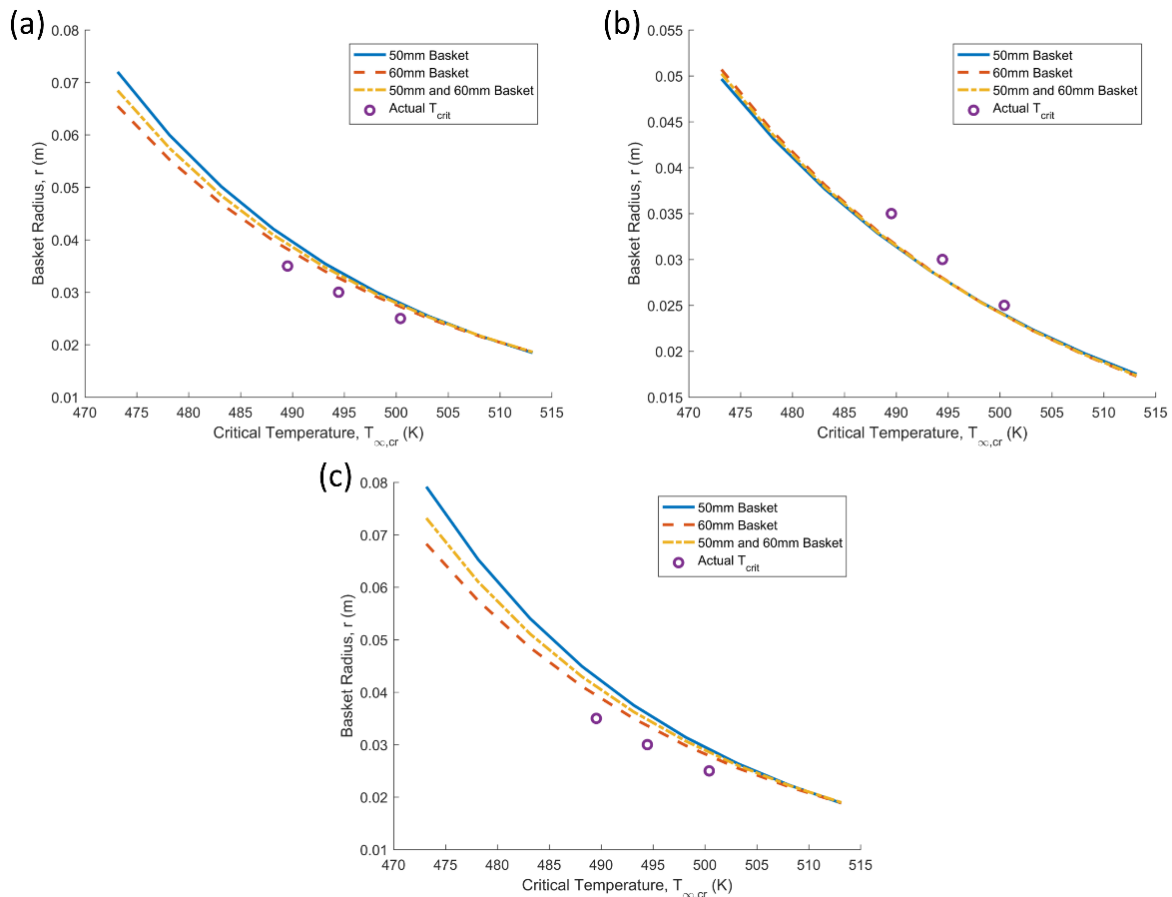 (a)
0.08
0.07
0.06
0.05
0.04
0.03
0.02
0.01
Basket Radius, r (m)
50mm Basket
60mm Basket
50mm and 60mm Basket
Actual T_crit
470 475 480 485 490 495 500 505 510 515
Critical Temperature, T_∞,cr (K)
(b)
0.055
0.05
0.045
0.04
0.035
0.03
0.025
0.02
0.015
Basket Radius, r (m)
50mm Basket
60mm Basket
50mm and 60mm Basket
Actual T_crit
470 475 480 485 490 495 500 505 510 515
Critical Temperature, T_∞,cr (K)
(c)
0.08
0.07
0.06
0.05
0.04
0.03
0.02
0.01
Basket Radius, r (m)
50mm Basket
60mm Basket
50mm and 60mm Basket
Actual T_crit
470 475 480 485 490 495 500 505 510 515
Critical Temperature, T_∞,cr (K)